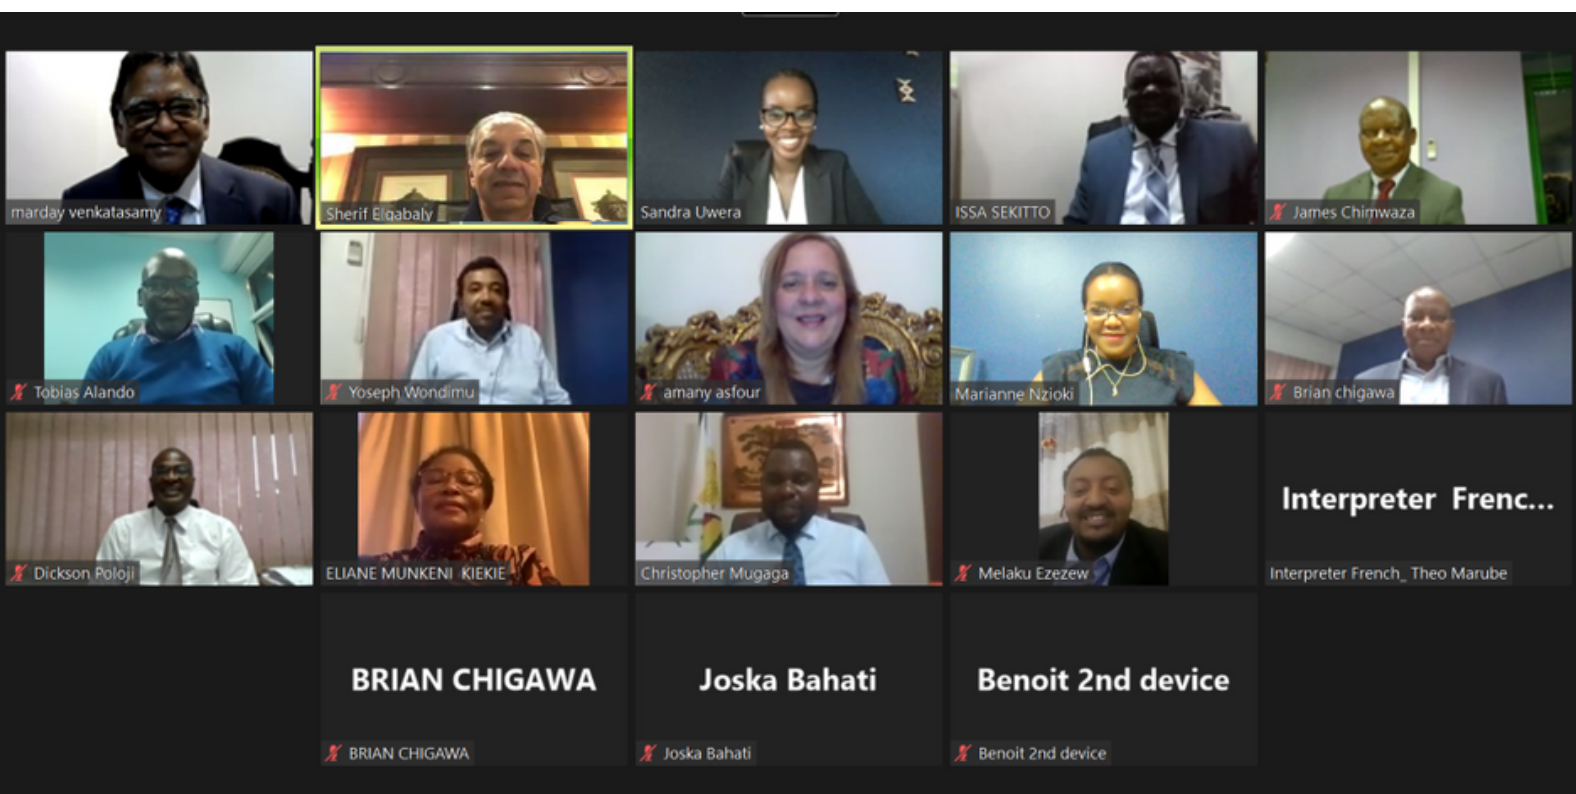 marday venkatasamy
Sherif Elgabaly
Sandra Uwera
ISSA SEKITTO
James Chimwaza
Tobias Alando
Yoseph Wondimu
amany asfour
Marianne Nzioki
Brian chigawa
Dickson Poloji
ELIANE MUNKENI KIEKIE
Christopher Mugaga
Melaku Ezezew
Interpreter Frenc...
Interpreter French_ Theo Marube
BRIAN CHIGAWA
BRIAN CHIGAWA
Joska Bahati
Joska Bahati
Benoit 2nd device
Benoit 2nd device